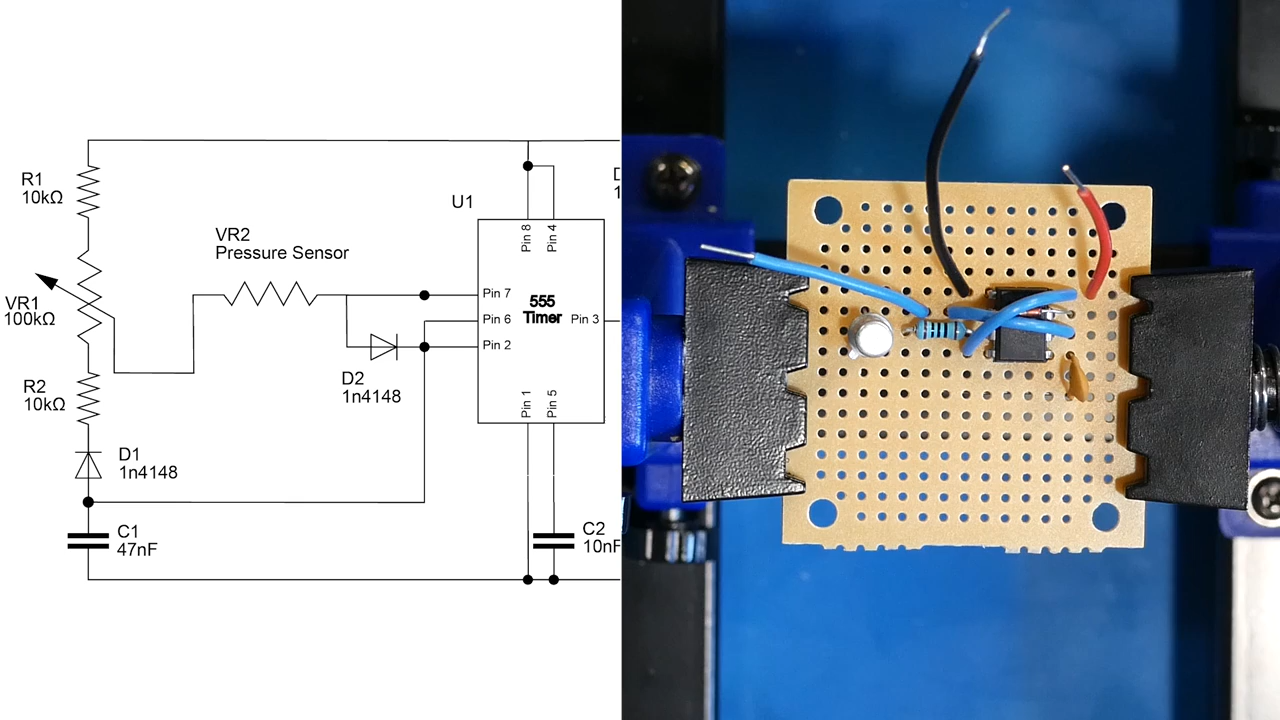 R1
10kΩ
VR1
100kΩ
R2
10kΩ
D1
1n4148
C1
47nF
VR2
Pressure Sensor
D2
1n4148
U1
Pin 8
Pin 4
Pin 7
Pin 6
Pin 2
555
Timer
Pin 3
Pin 1
Pin 5
C2
10nF